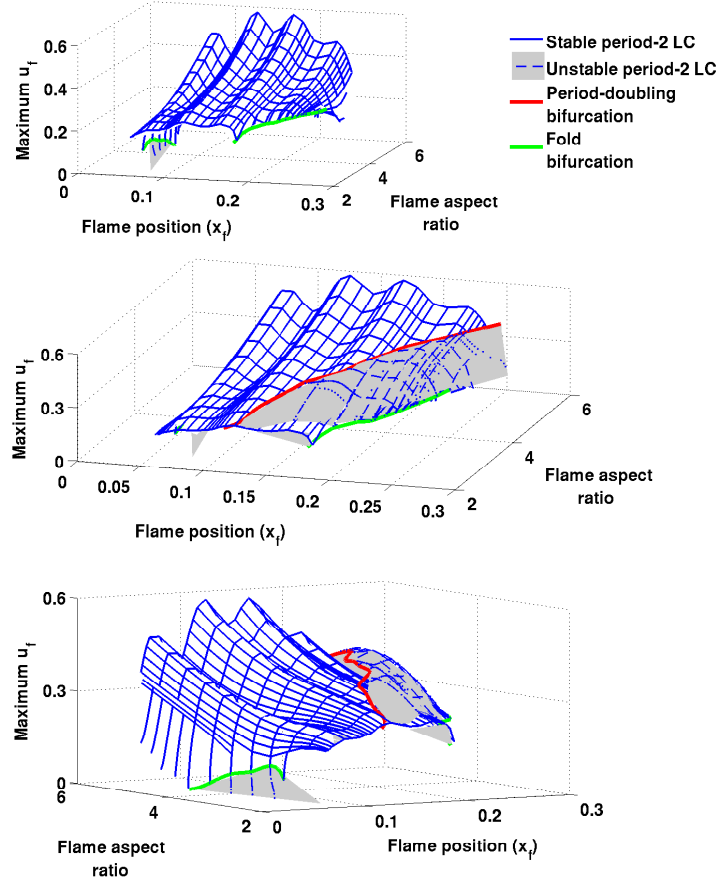 0.6
0.4
0.2
0
Maximum u_f
0
0.1
0.2
0.3
Flame position (x_f)
2
4
6
Flame aspect
ratio
Stable period-2 LC
Unstable period-2 LC
Period-doubling
bifurcation
Fold
bifurcation
0.6
0.3
0
Maximum u_f
0
0.05
0.1
0.15
0.2
0.25
0.3
Flame position (x_f)
2
4
6
Flame aspect
ratio
0.6
0.3
0
Maximum u_f
6
4
2
Flame aspect
ratio
0
0.1
0.2
0.3
Flame position (x_f)